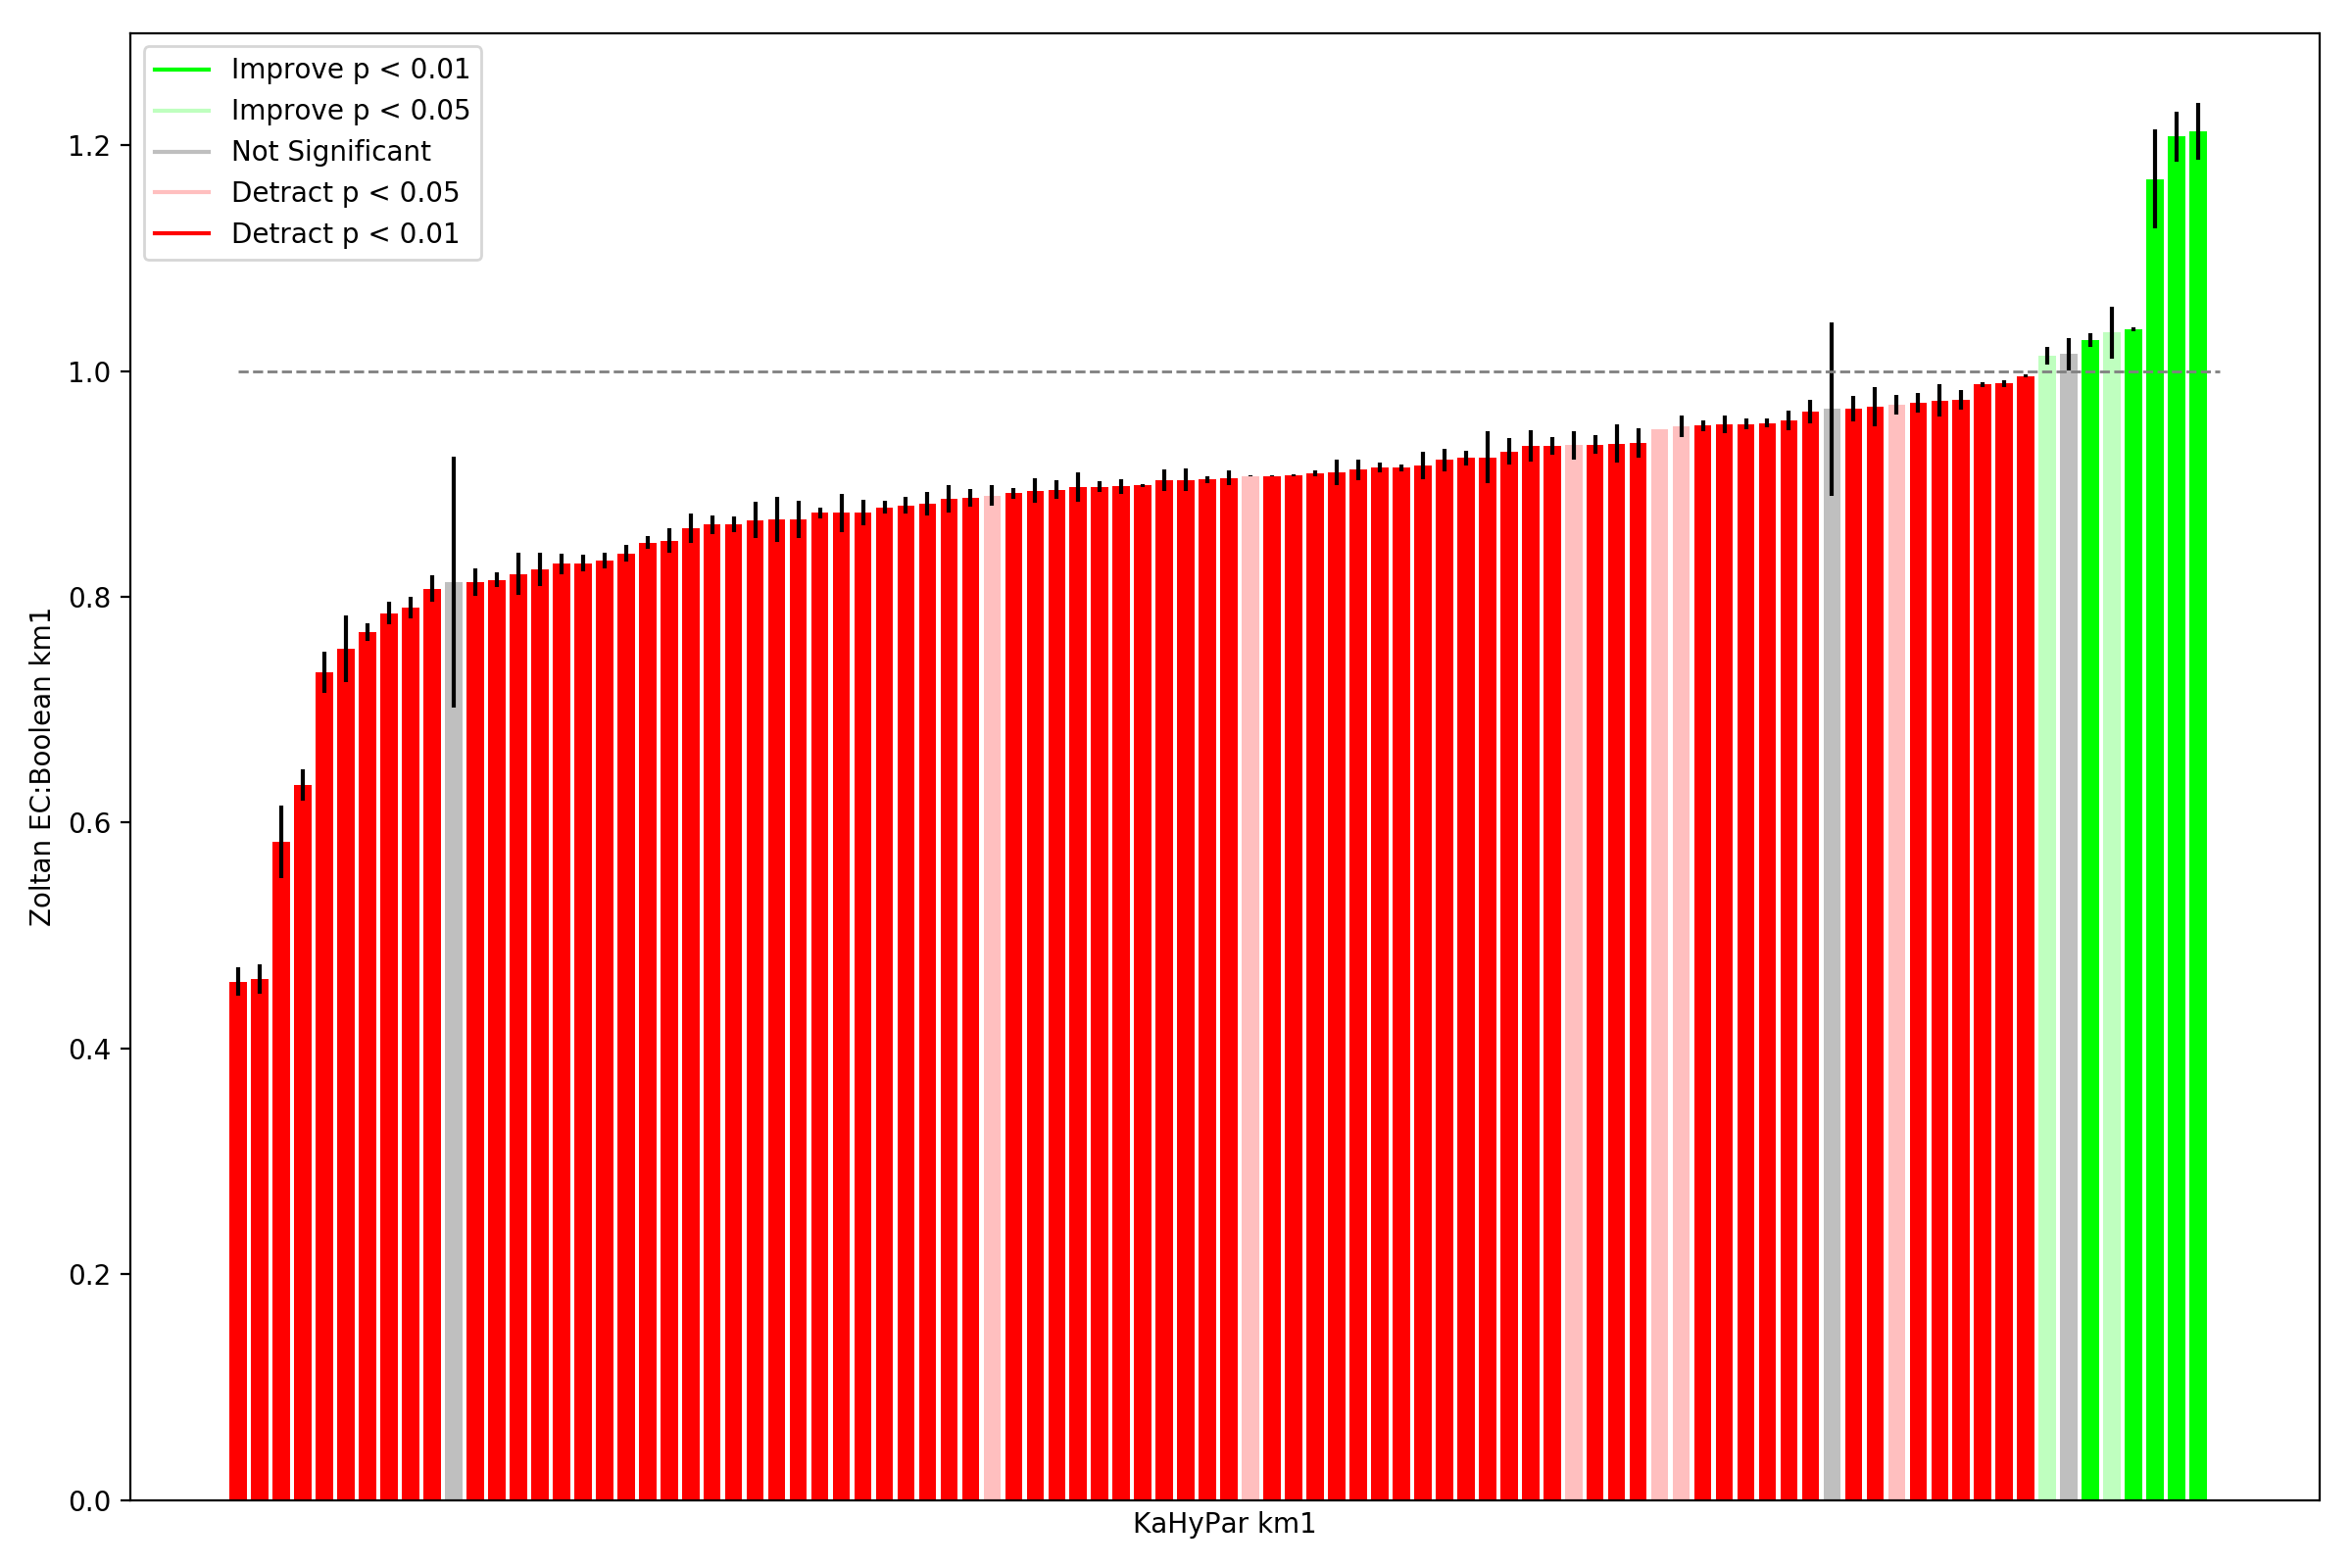 Improve p < 0.01
Improve p < 0.05
Not Significant
Detract p < 0.05
Detract p < 0.01
1.2
1.0
0.8
0.6
0.4
0.2
0.0
Zoltan EC:Boolean km1
KaHyPar km1